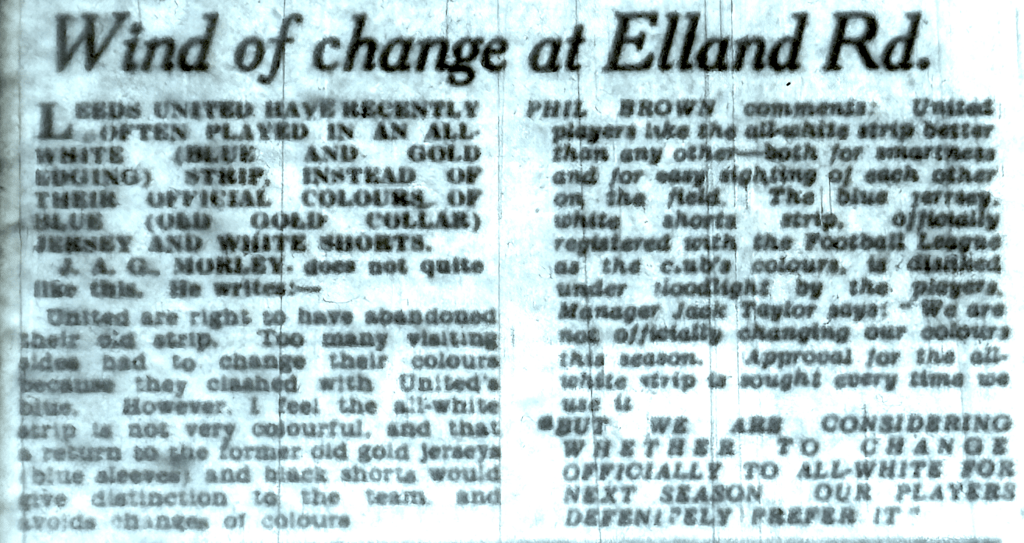 Wind of change at Elland Rd.
LEEDS UNITED HAVE RECENTLY
OFTEN PLAYED IN AN ALL-
WHITE (BLUE AND GOLD
EDGING) STRIP, INSTEAD OF
THEIR OFFICIAL COLOURS OF
BLUE (OLD GOLD COLLAR)
JERSEY AND WHITE SHORTS.
J. A. G. MORLEY, does not quite
like this. He writes:—
United are right to have abandoned
their old strip. Too many visiting
sides had to change their colours
because they clashed with United's
blue. However, I feel the all-white
strip is not very colourful, and that
a return to the former old gold jerseys
(blue sleeves) and black shorts would
give distinction to the team, and
avoids changes of colours
PHIL BROWN comments: United
players like the all-white strip better
than any other—both for smartness
and for easy sighting of each other
on the field. The blue jersey,
white shorts strip, officially
registered with the Football League
as the club's colours, is disliked
under floodlight by the players.
Manager Jack Taylor says: "We are
not officially changing our colours
this season. Approval for the all-
white strip is sought every time we
use it
"BUT WE ARE CONSIDERING
WHETHER TO CHANGE
OFFICIALLY TO ALL-WHITE FOR
NEXT SEASON OUR PLAYERS
DEFENITELY PREFER IT"